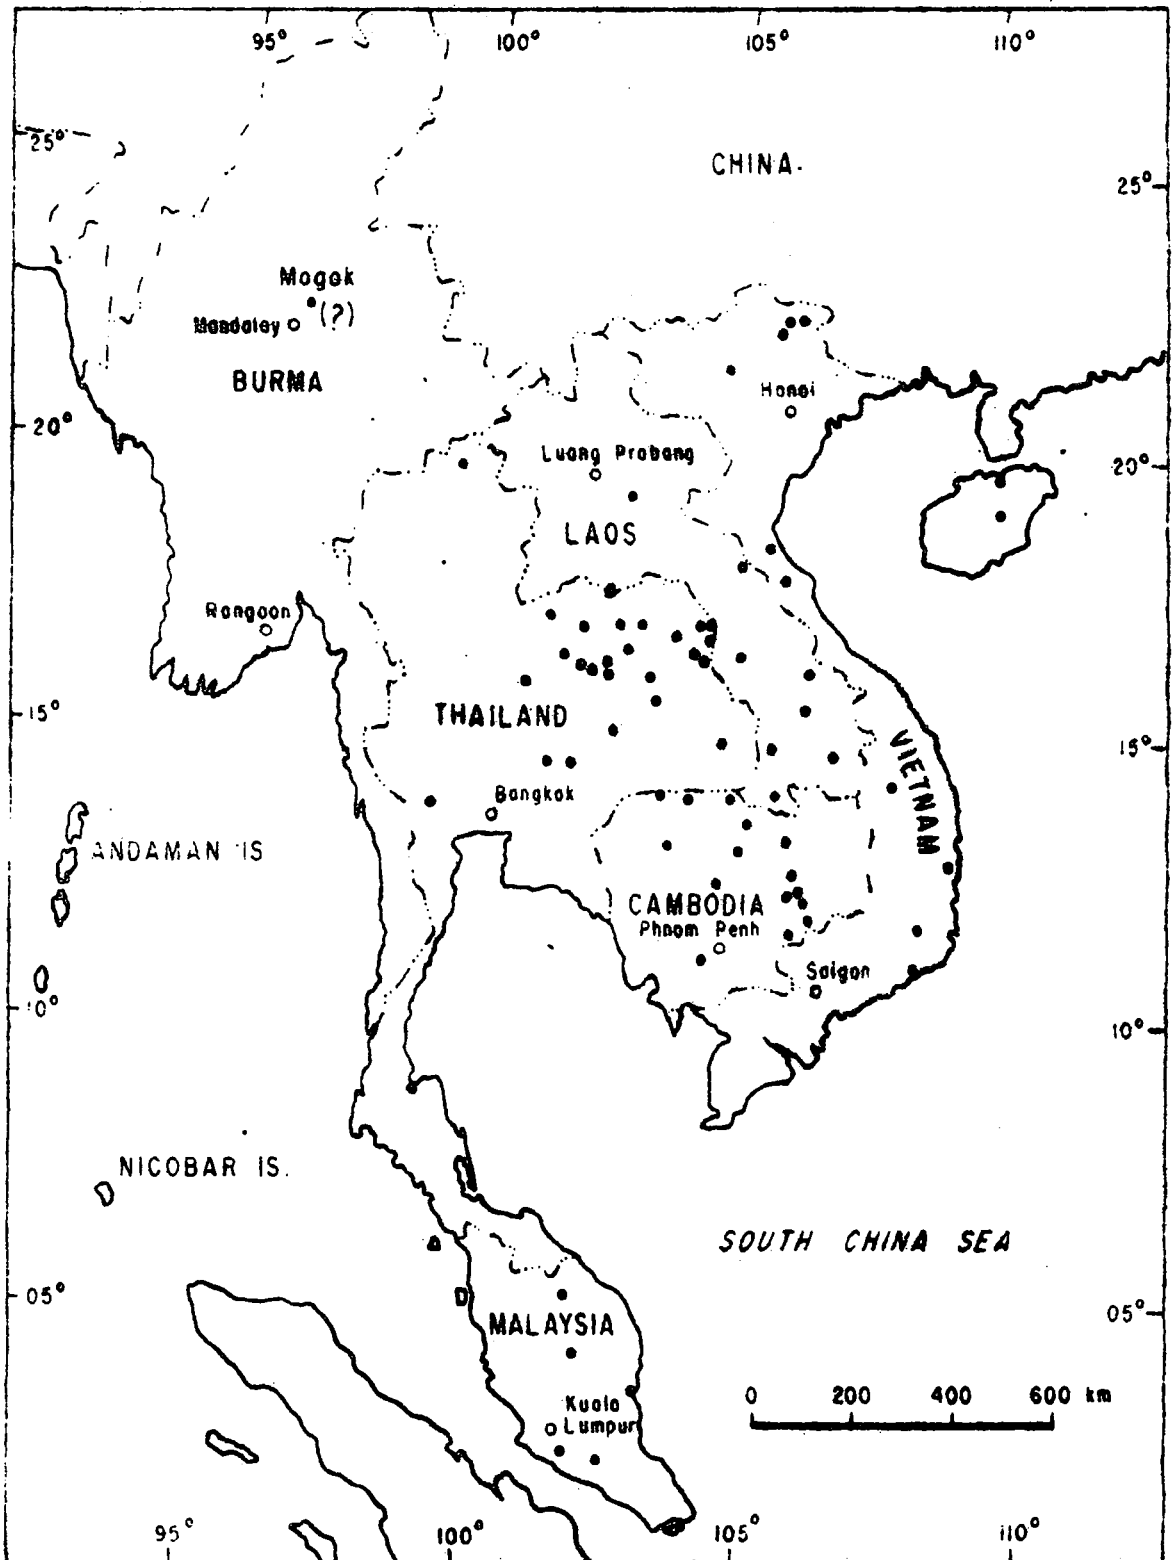 95° 100° 105° 110°
25°
CHINA
25°
Mogok
(?)
Mandalay
BURMA
Hanoi
20°
Luang Prabang
20°
LAOS
Rangoon
15°
THAILAND
15°
VIETNAM
Bangkok
ANDAMAN IS
CAMBODIA
Phnom Penh
Saigon
10°
10°
NICOBAR IS.
SOUTH CHINA SEA
05°
MALAYSIA
05°
0 200 400 600 km
Kuala
Lumpur
95° 100° 105° 110°